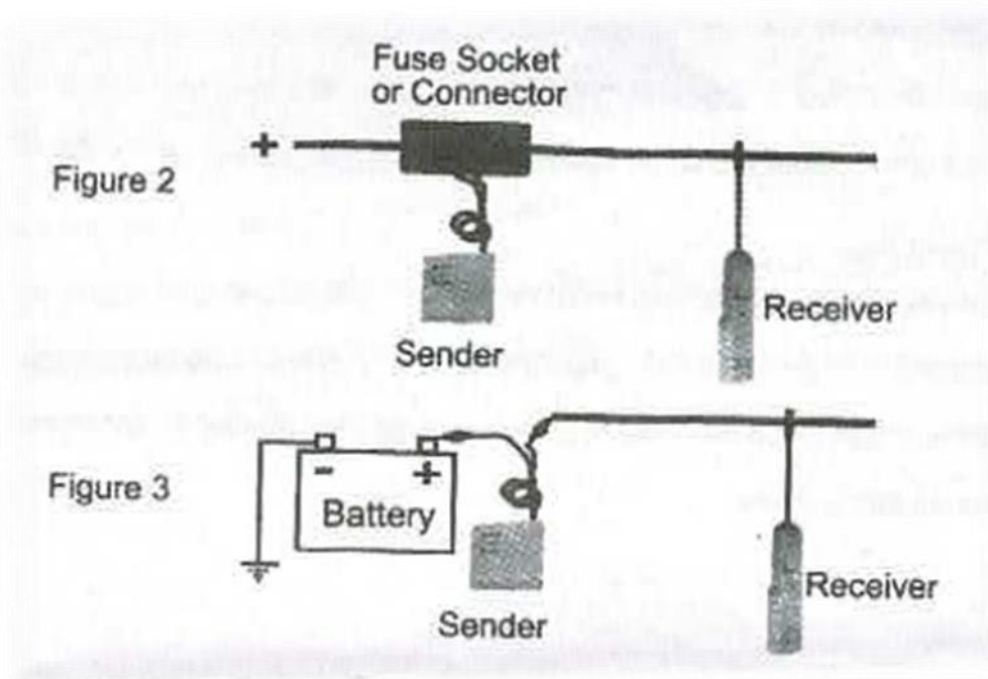 Fuse Socket
or Connector
+
Figure 2
Sender
Receiver
Figure 3
- +
Battery
Sender
Receiver